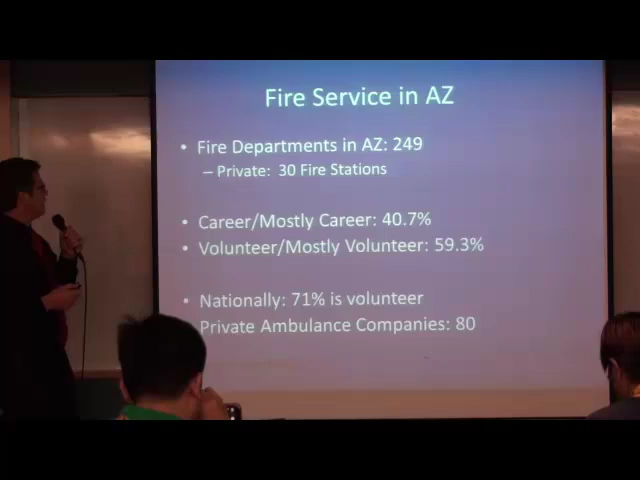 Fire Service in AZ
• Fire Departments in AZ: 249
– Private: 30 Fire Stations
• Career/Mostly Career: 40.7%
• Volunteer/Mostly Volunteer: 59.3%
• Nationally: 71% is volunteer
Private Ambulance Companies: 80